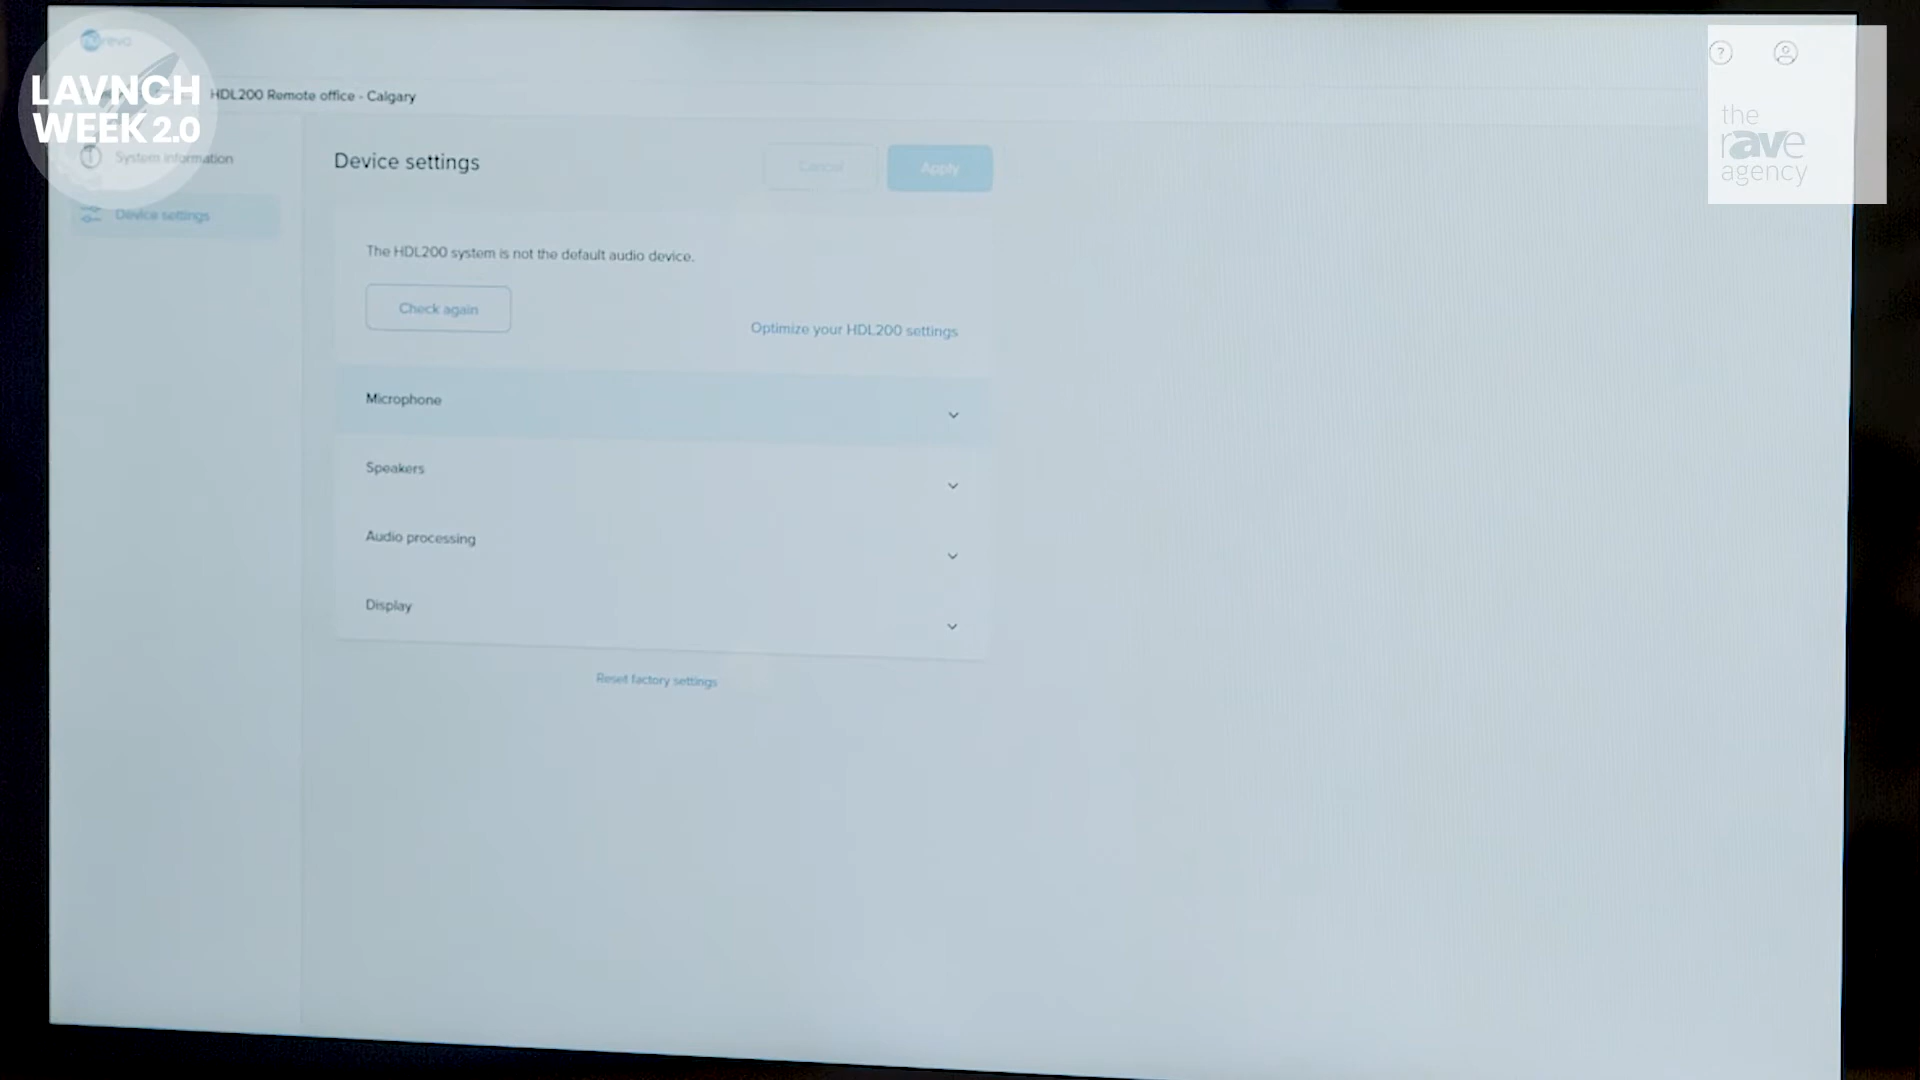 nureva
LAVNCH
WEEK 2.0
HDL200 Remote office - Calgary
?
the
rave
agency
System information
Device settings
Device settings
Cancel
Apply
The HDL200 system is not the default audio device.
Check again
Optimize your HDL200 settings
Microphone
Speakers
Audio processing
Display
Reset factory settings